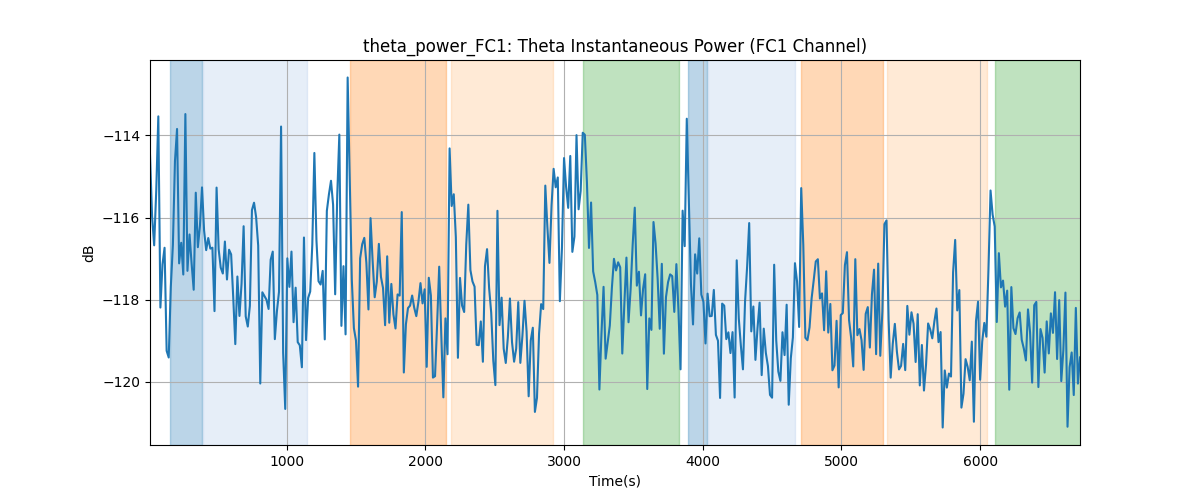 theta_power_FC1: Theta Instantaneous Power (FC1 Channel)
−114
−116
−118
−120
dB
1000 2000 3000 4000 5000 6000
Time(s)